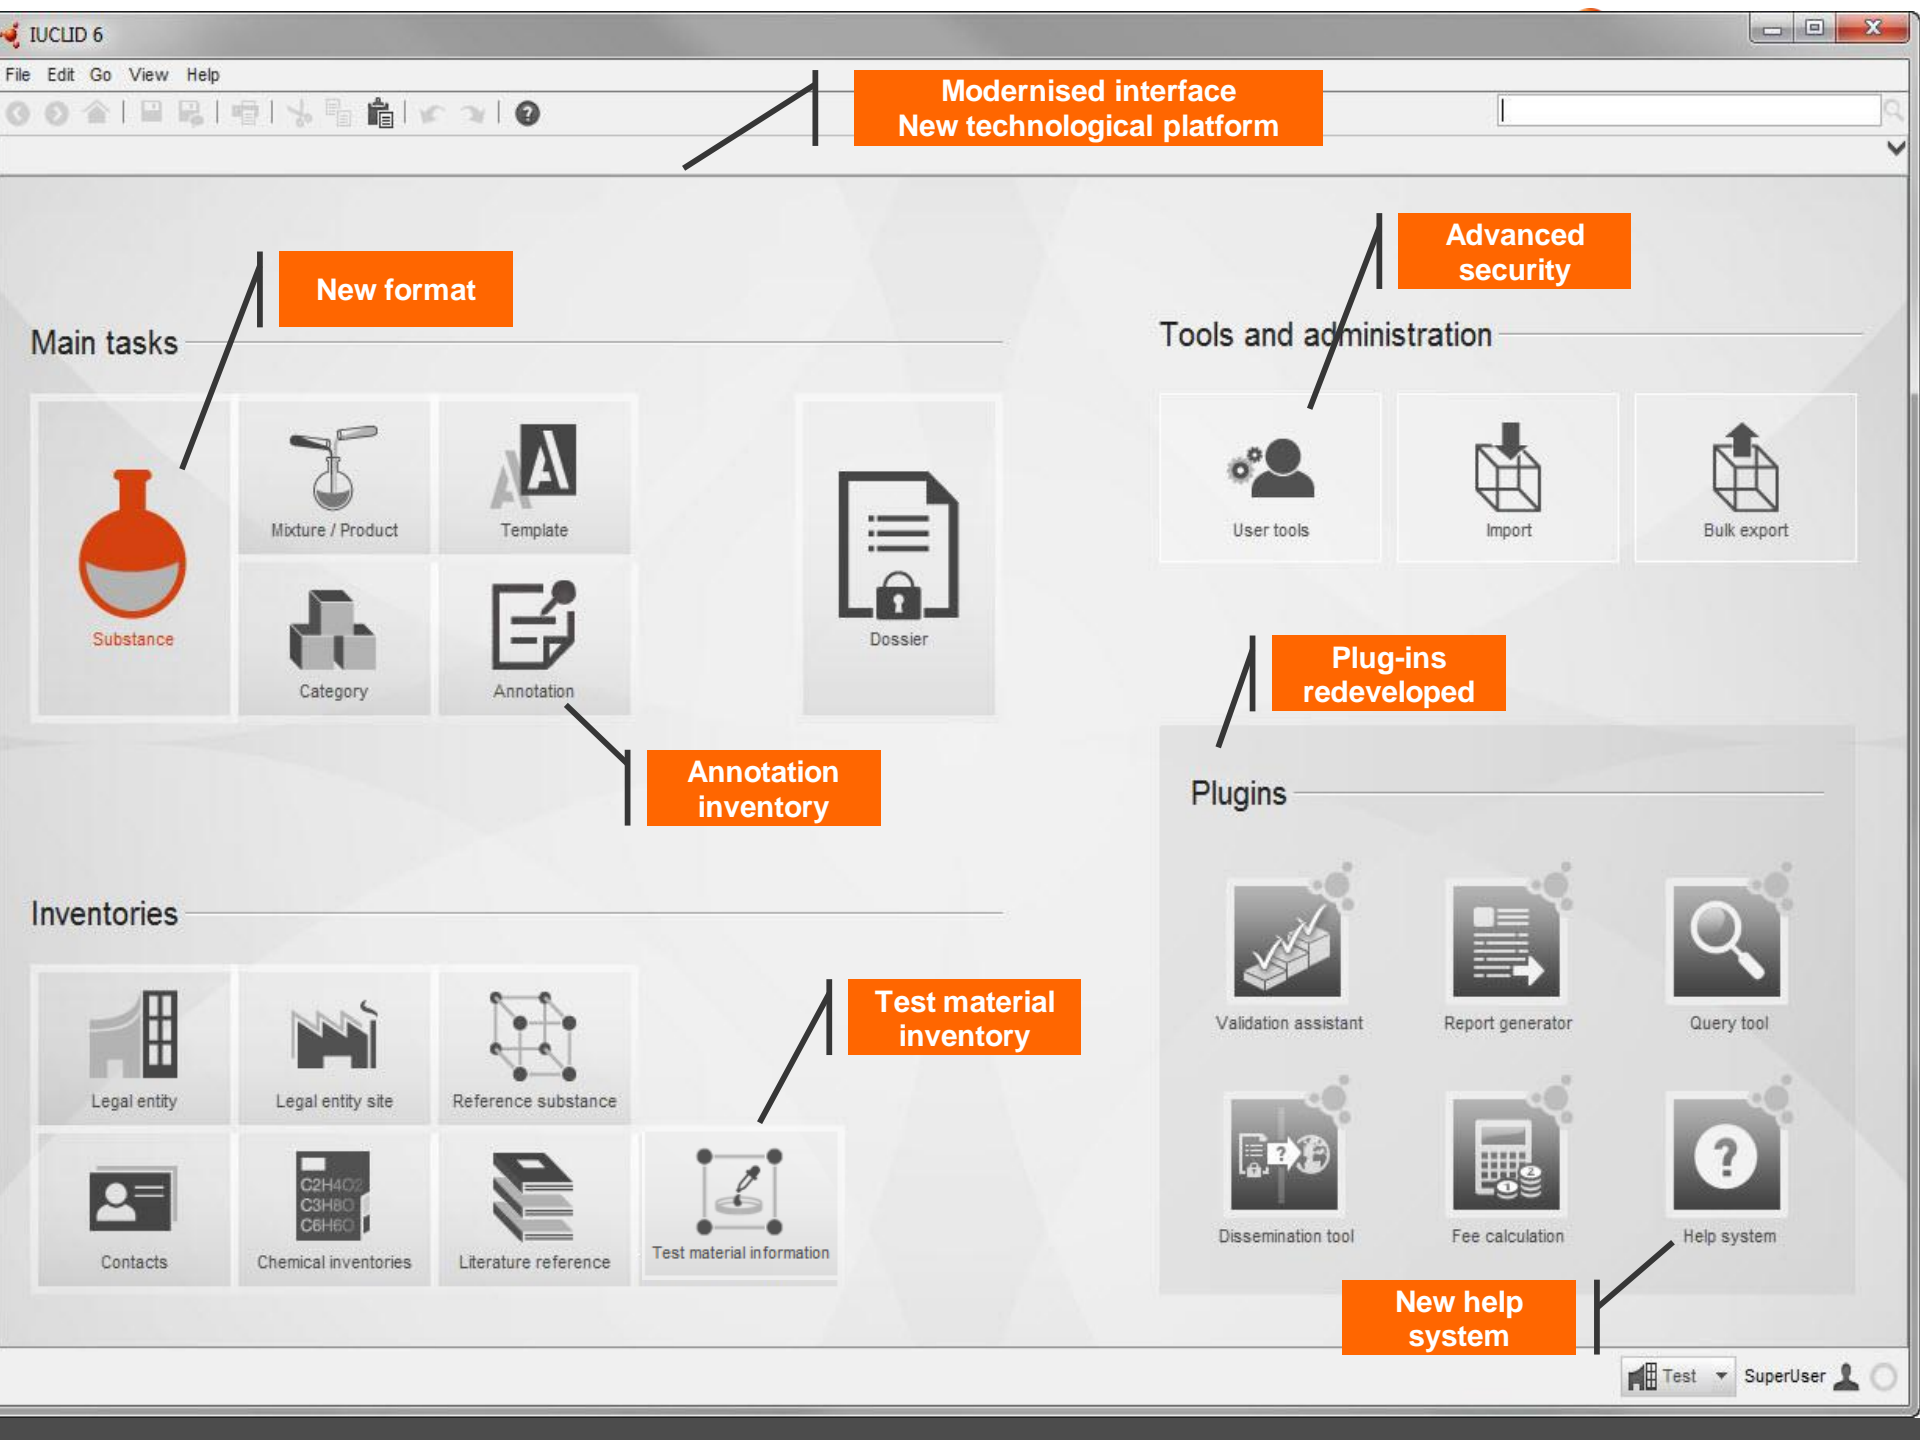 IUCLID 6
File Edit Go View Help
Modernised interface
New technological platform
New format
Advanced
security
Main tasks
Tools and administration
Mixture / Product
Template
User tools
Import
Bulk export
Substance
Dossier
Category
Annotation
Plug-ins
redeveloped
Annotation
inventory
Plugins
Inventories
Test material
inventory
Validation assistant
Report generator
Query tool
Legal entity
Legal entity site
Reference substance
C2H4O2
C3H8O
C6H6O
Contacts
Chemical inventories
Literature reference
Test material information
Dissemination tool
Fee calculation
Help system
New help
system
Test
SuperUser